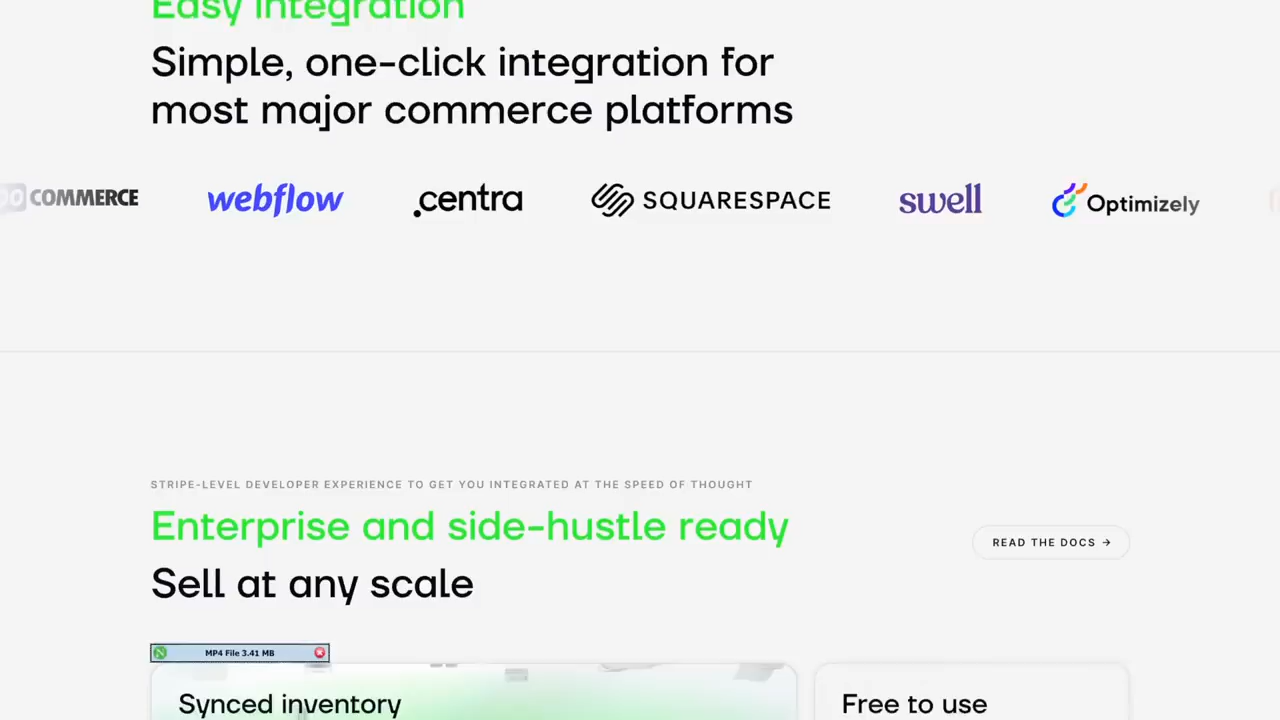 Easy integration
Simple, one-click integration for
most major commerce platforms
COMMERCE webflow centra SQUARESPACE swell Optimizely
STRIPE-LEVEL DEVELOPER EXPERIENCE TO GET YOU INTEGRATED AT THE SPEED OF THOUGHT
Enterprise and side-hustle ready
READ THE DOCS →
Sell at any scale
MP4 File 3.41 MB
Synced inventory
Free to use